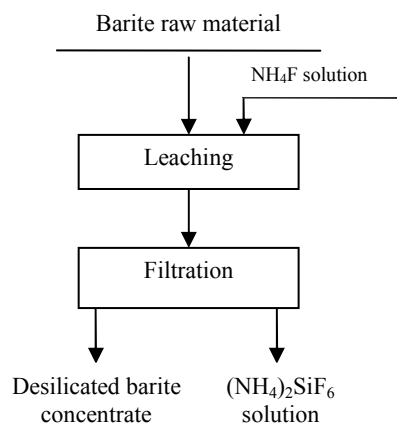 Barite raw material
NH₄F solution
Leaching
Filtration
Desilicated barite
concentrate
(NH₄)₂SiF₆
solution